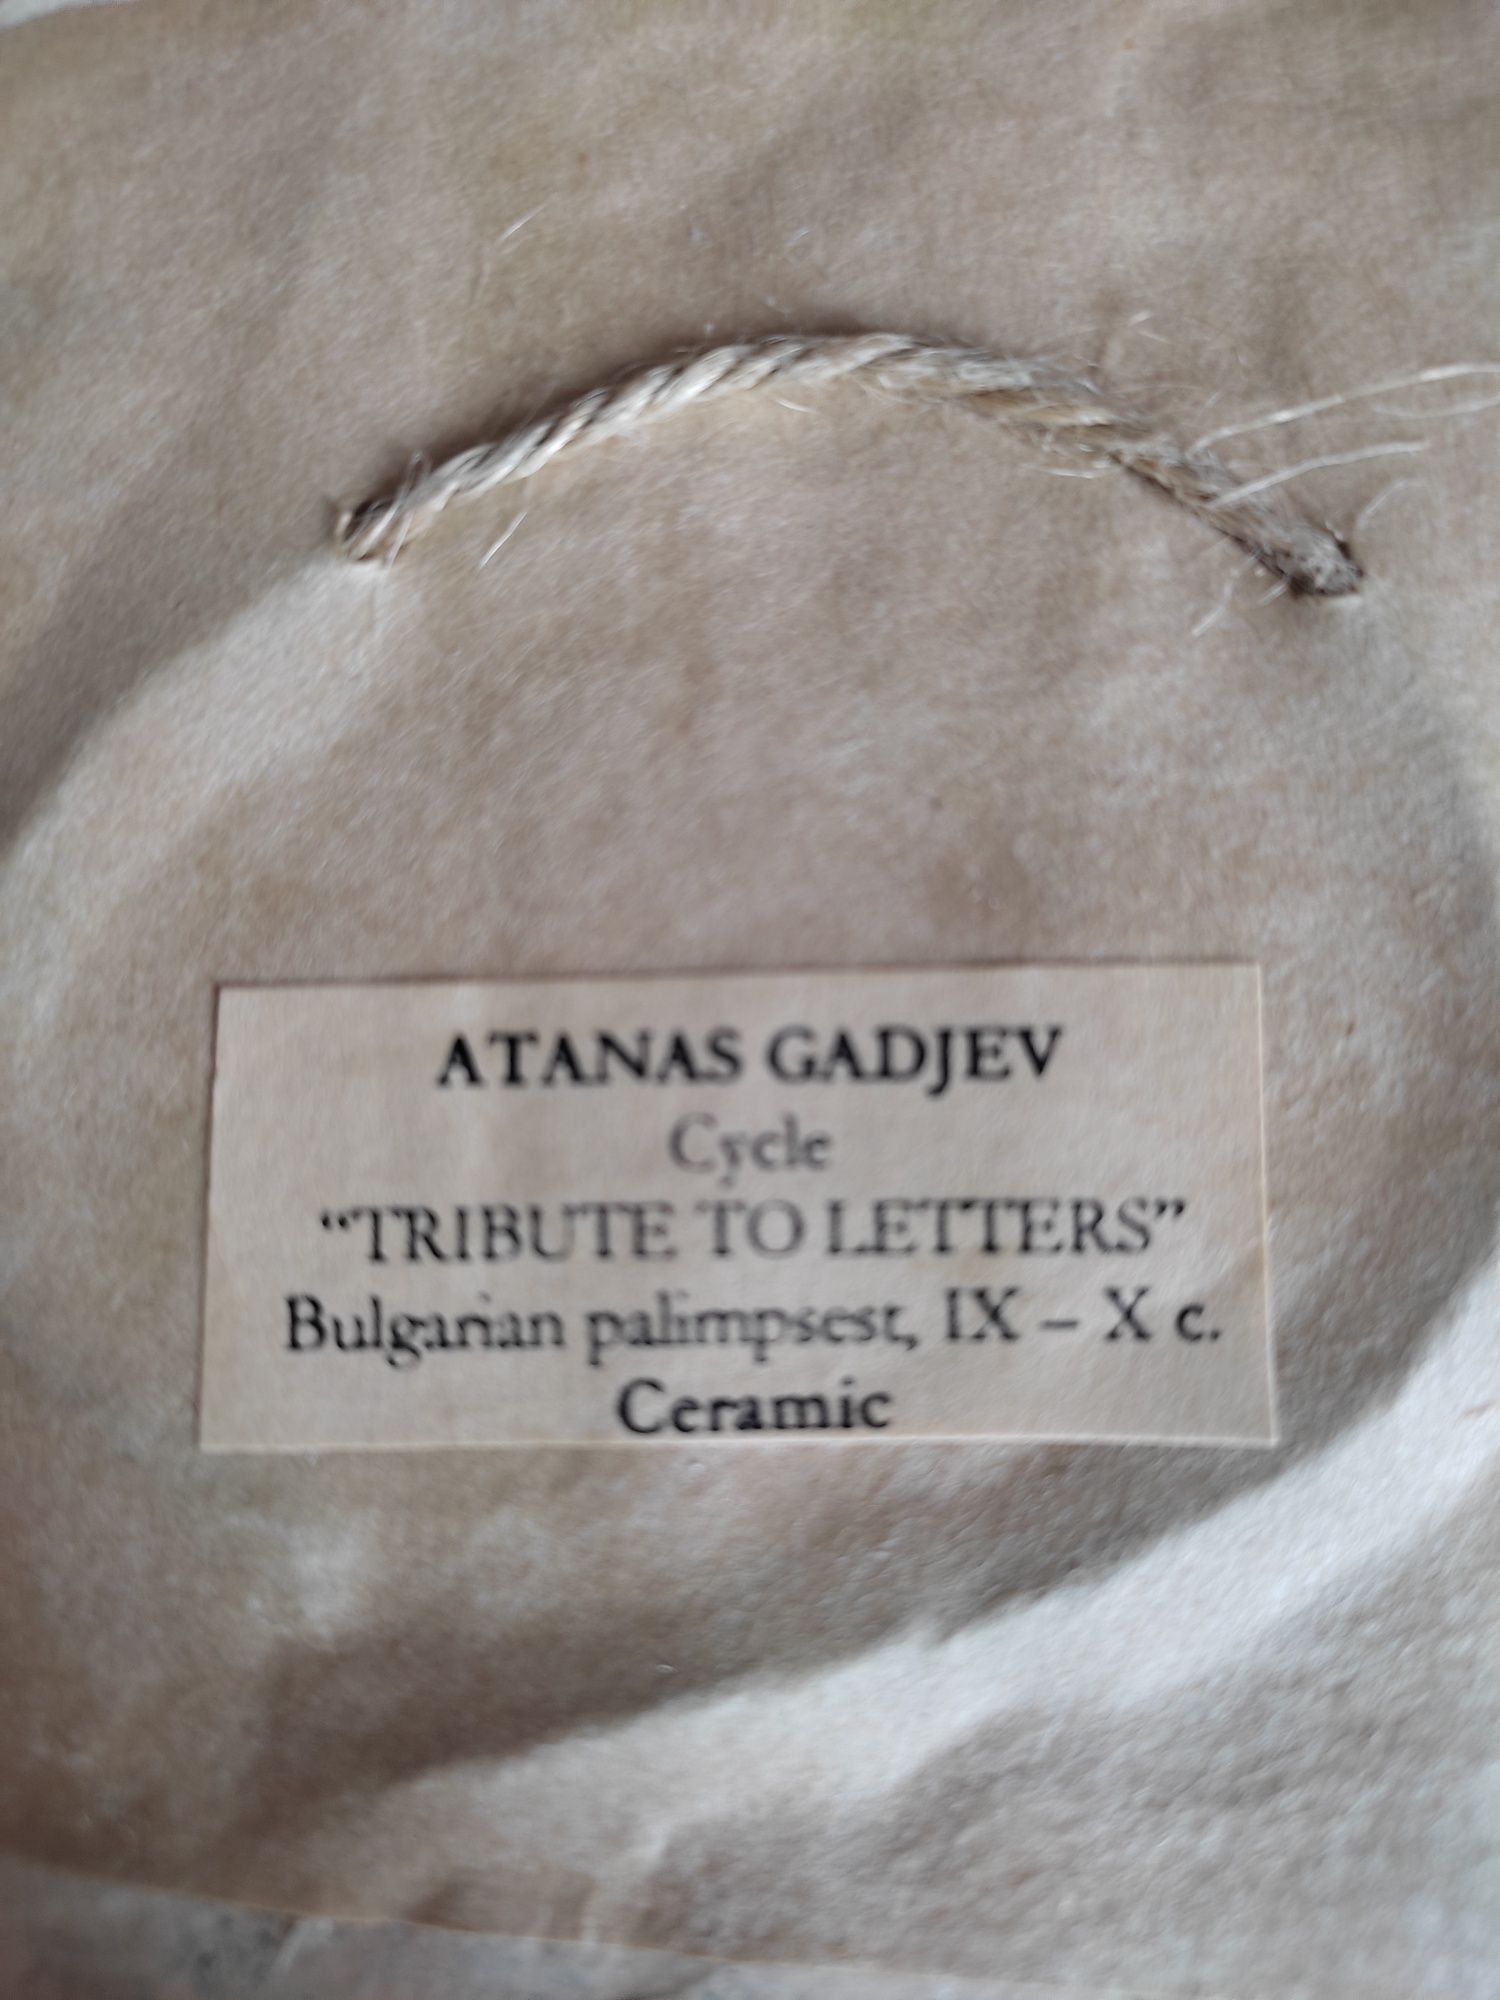 ATANAS GADJEV
Cycle
“TRIBUTE TO LETTERS”
Bulgarian palimpsest, IX – X c.
Ceramic